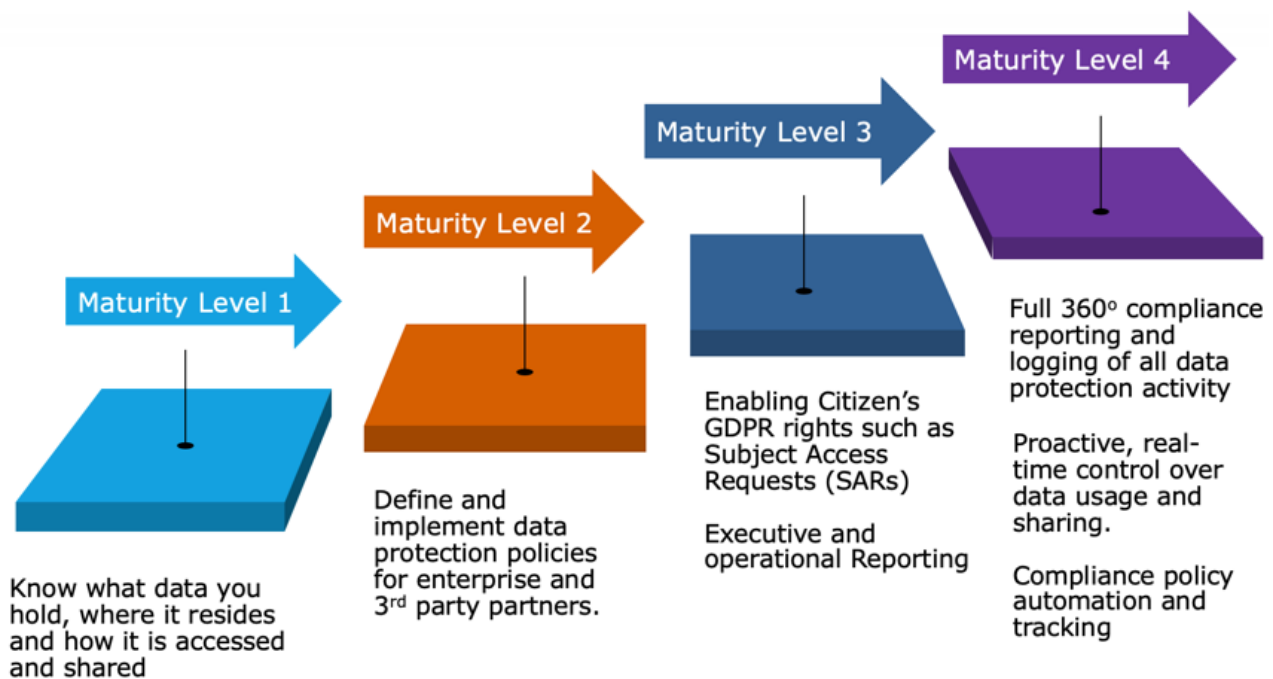 Maturity Level 1
Know what data you
hold, where it resides
and how it is accessed
and shared
Maturity Level 2
Define and
implement data
protection policies
for enterprise and
3rd party partners.
Maturity Level 3
Enabling Citizen’s
GDPR rights such as
Subject Access
Requests (SARs)
Executive and
operational Reporting
Maturity Level 4
Full 360º compliance
reporting and
logging of all data
protection activity
Proactive, real-
time control over
data usage and
sharing.
Compliance policy
automation and
tracking